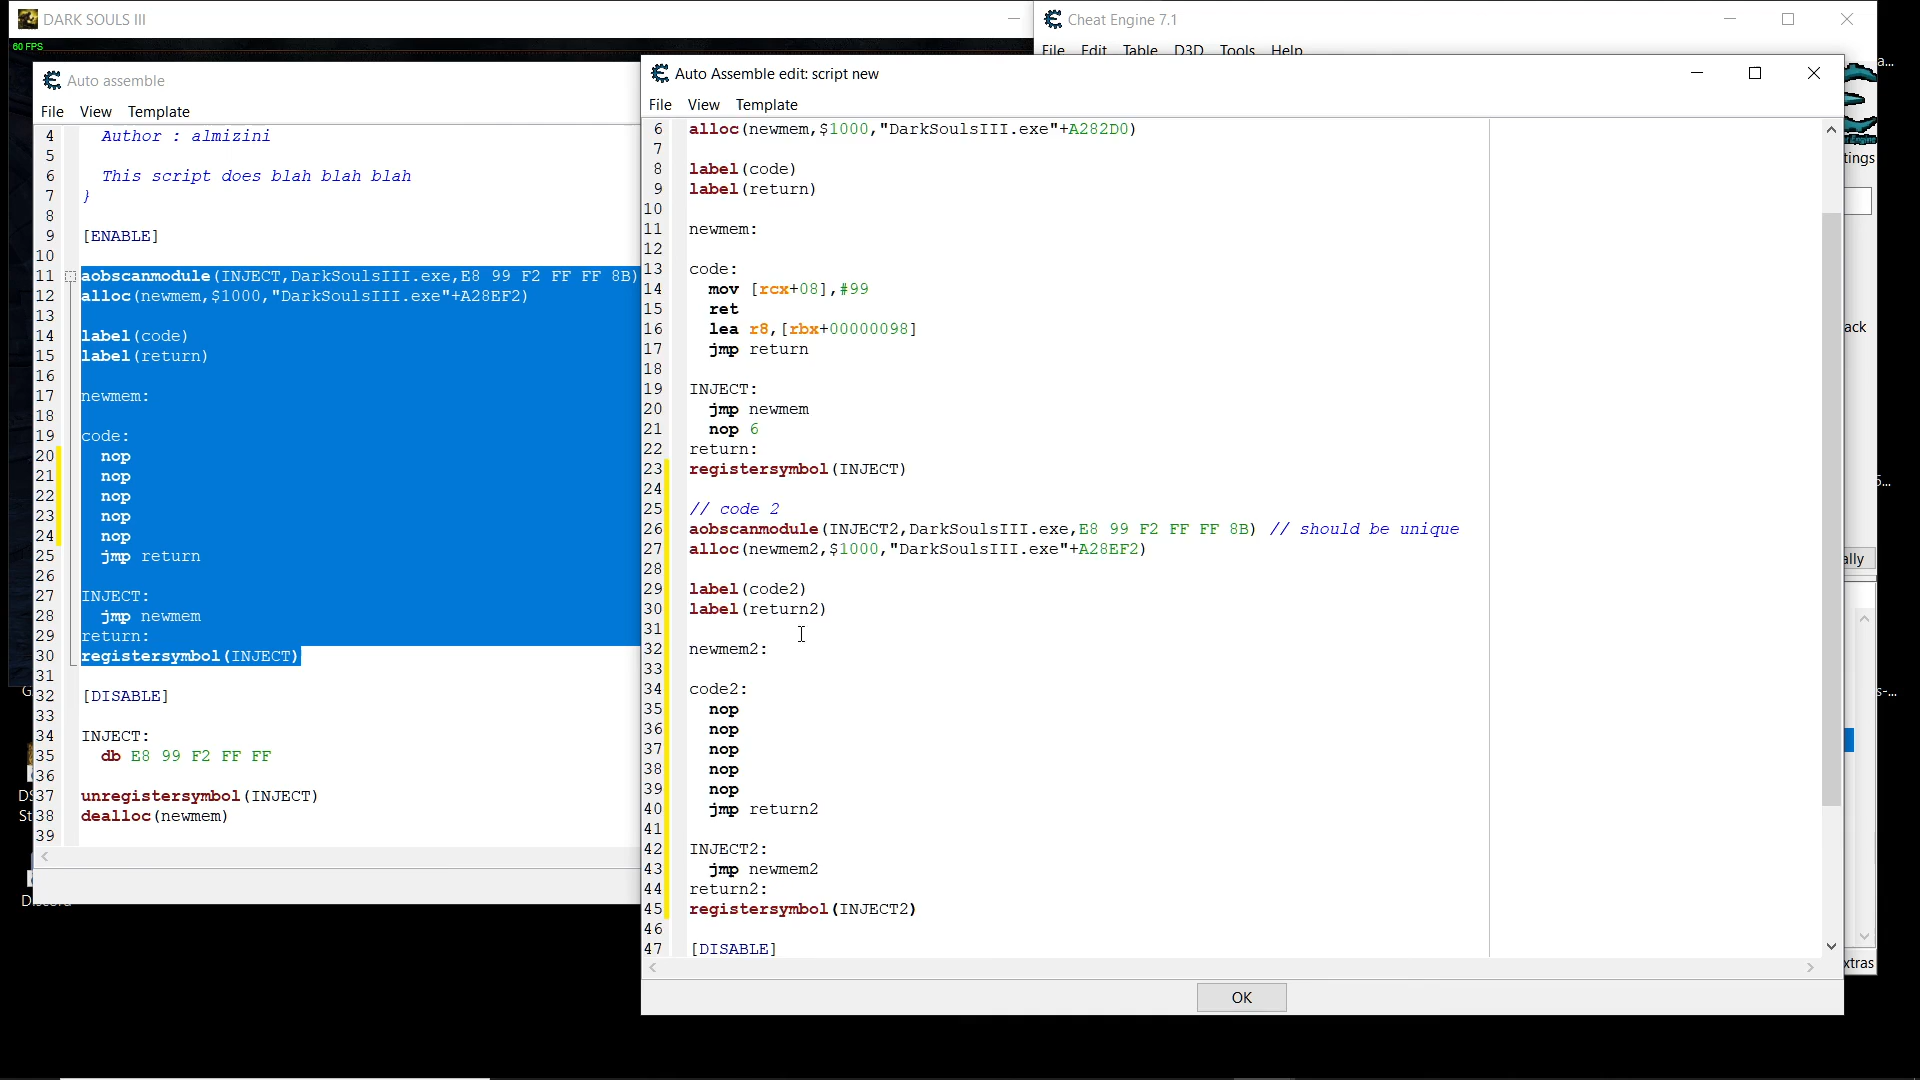 DARK SOULS III
60 FPS
Cheat Engine 7.1
File Edit Table D3D Tools Help
a...
tings
ack
5...
ally
s-...
xtras
Auto assemble
File View Template
4 Author : almizini
5
6 This script does blah blah blah
7 }
8
9 [ENABLE]
10
11 aobscanmodule(INJECT,DarkSoulsIII.exe,E8 99 F2 FF FF 8B)
12 alloc(newmem,$1000,"DarkSoulsIII.exe"+A28EF2)
13
14 label(code)
15 label(return)
16
17 newmem:
18
19 code:
20 nop
21 nop
22 nop
23 nop
24 nop
25 jmp return
26
27 INJECT:
28 jmp newmem
29 return:
30 registersymbol(INJECT)
31
32 [DISABLE]
33
34 INJECT:
35 db E8 99 F2 FF FF
36
37 unregistersymbol(INJECT)
38 dealloc(newmem)
39
G
DS
St
Discord
Auto Assemble edit: script new
File View Template
6 alloc(newmem,$1000,"DarkSoulsIII.exe"+A282D0)
7
8 label(code)
9 label(return)
10
11 newmem:
12
13 code:
14 mov [rcx+08],#99
15 ret
16 lea r8,[rbx+00000098]
17 jmp return
18
19 INJECT:
20 jmp newmem
21 nop 6
22 return:
23 registersymbol(INJECT)
24
25 // code 2
26 aobscanmodule(INJECT2,DarkSoulsIII.exe,E8 99 F2 FF FF 8B) // should be unique
27 alloc(newmem2,$1000,"DarkSoulsIII.exe"+A28EF2)
28
29 label(code2)
30 label(return2)
31
32 newmem2:
33
34 code2:
35 nop
36 nop
37 nop
38 nop
39 nop
40 jmp return2
41
42 INJECT2:
43 jmp newmem2
44 return2:
45 registersymbol(INJECT2)
46
47 [DISABLE]
OK